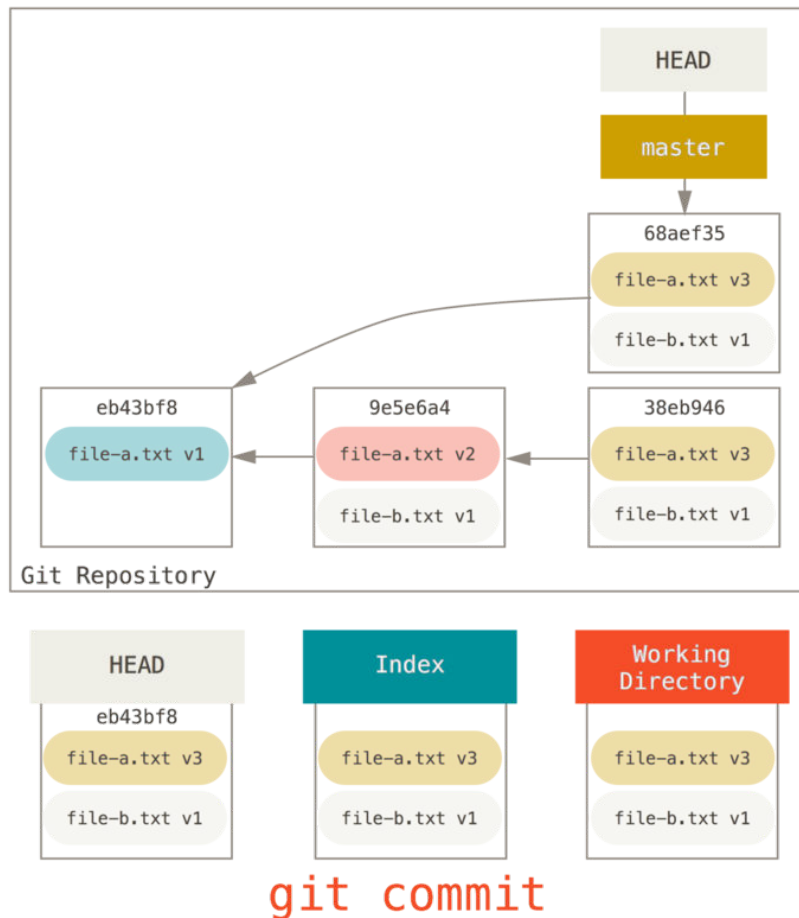 HEAD
master
68aef35
file-a.txt v3
file-b.txt v1
eb43bf8
file-a.txt v1
9e5e6a4
file-a.txt v2
file-b.txt v1
38eb946
file-a.txt v3
file-b.txt v1
Git Repository
HEAD
eb43bf8
file-a.txt v3
file-b.txt v1
Index
file-a.txt v3
file-b.txt v1
Working
Directory
file-a.txt v3
file-b.txt v1
git commit